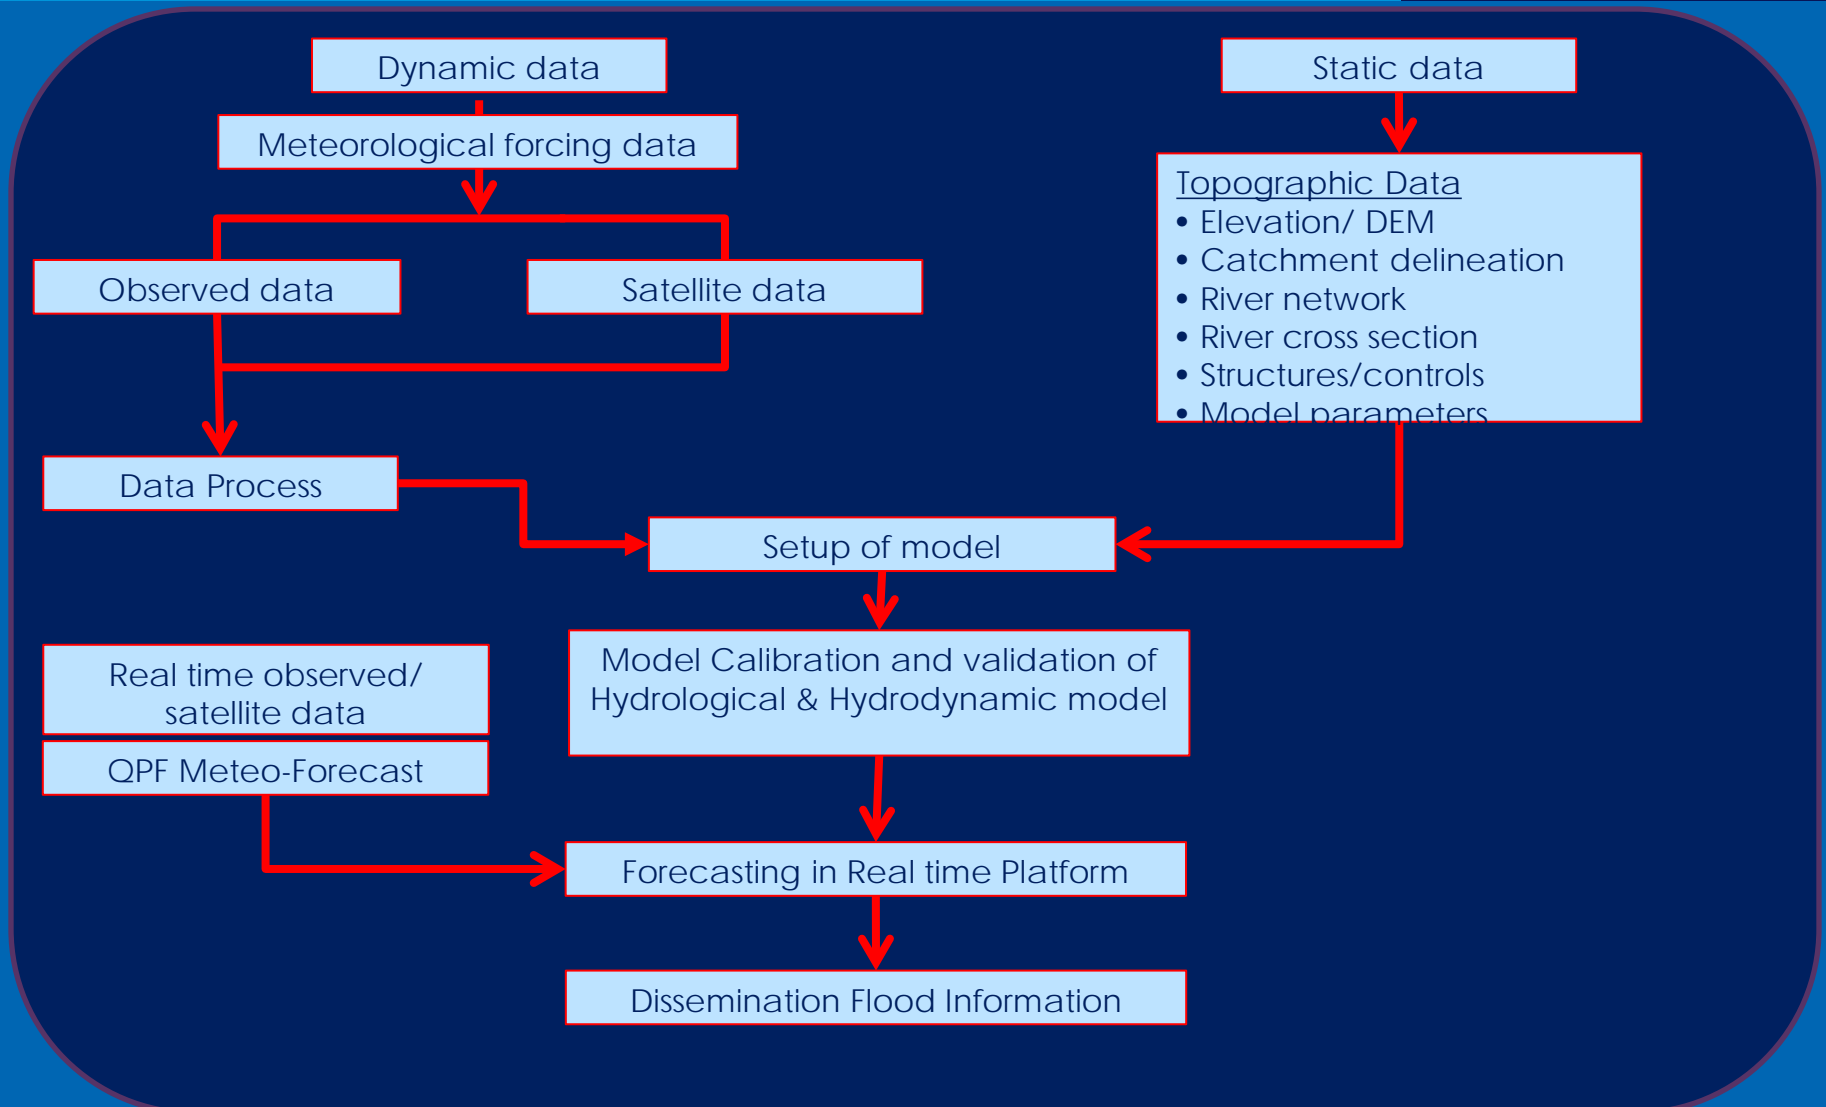 Dynamic data
Static data
Meteorological forcing data
Topographic Data
• Elevation/ DEM
• Catchment delineation
• River network
• River cross section
• Structures/controls
• Model parameters
Observed data
Satellite data
Data Process
Setup of model
Model Calibration and validation of
Hydrological & Hydrodynamic model
Real time observed/
satellite data
QPF Meteo-Forecast
Forecasting in Real time Platform
Dissemination Flood Information